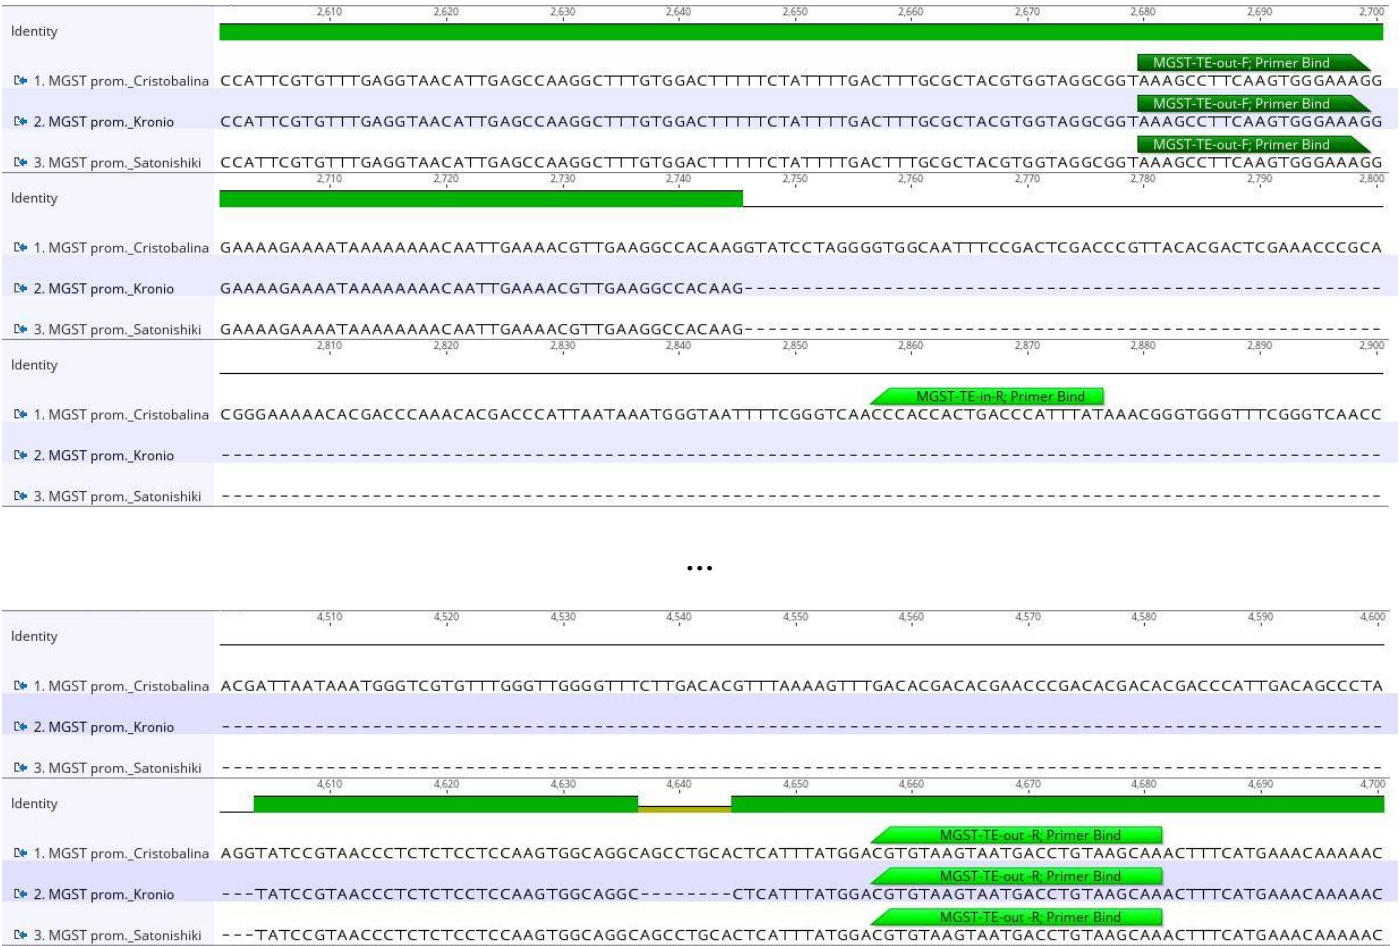 2,610 2,620 2,630 2,640 2,650 2,660 2,670 2,680 2,690 2,700
Identity
MGST-TE-out-F; Primer Bind
1. MGST prom._Cristobalina CCATTCGTGTTTGAGGTAACATTGAGCCAAGGCTTTGTGGACTTTTTTCTATTTTGACTTTGCGCTACGTGGTAGGCGGTAAAGCCTTCAAGTGGGAAAGG
MGST-TE-out-F; Primer Bind
2. MGST prom._Kronio CCATTCGTGTTTGAGGTAACATTGAGCCAAGGCTTTGTGGACTTTTTTCTATTTTGACTTTGCGCTACGTGGTAGGCGGTAAAGCCTTCAAGTGGGAAAGG
MGST-TE-out-F; Primer Bind
3. MGST prom._Satonishiki CCATTCGTGTTTGAGGTAACATTGAGCCAAGGCTTTGTGGACTTTTTTCTATTTTGACTTTGCGCTACGTGGTAGGCGGTAAAGCCTTCAAGTGGGAAAGG
2,710 2,720 2,730 2,740 2,750 2,760 2,770 2,780 2,790 2,800
Identity
1. MGST prom._Cristobalina GAAAAGAAAATAAAAAAAACAATTGAAAACGTTGAAGGCCACAAGGTATCCTAGGGGTGGCAATTTCCGACTCGACCCGTTACACGACTCGAAACCCGCA
2. MGST prom._Kronio GAAAAGAAAATAAAAAAAACAATTGAAAACGTTGAAGGCCACAAG-------------------------------------------------------
3. MGST prom._Satonishiki GAAAAGAAAATAAAAAAAACAATTGAAAACGTTGAAGGCCACAAG-------------------------------------------------------
2,810 2,820 2,830 2,840 2,850 2,860 2,870 2,880 2,890 2,900
Identity
MGST-TE-in-R; Primer Bind
1. MGST prom._Cristobalina CGGGAAAAACACGACCCAAACACGACCCATTAATAAATGGGTAATTTTCGGGTCAACCCACCACTGACCCATTTATAAACGGGTGGGTTTCGGGTCAACC
2. MGST prom._Kronio ----------------------------------------------------------------------------------------------------
3. MGST prom._Satonishiki ----------------------------------------------------------------------------------------------------
...
4,510 4,520 4,530 4,540 4,550 4,560 4,570 4,580 4,590 4,600
Identity
1. MGST prom._Cristobalina ACGATTAATAAATGGGTCGTGTTTGGGTTGGGGTTTCTTGACACGTTTAAAAGTTTGACACGACACGAACCCGACACGACACGACCCATTGACAGCCCTA
2. MGST prom._Kronio ----------------------------------------------------------------------------------------------------
3. MGST prom._Satonishiki ----------------------------------------------------------------------------------------------------
4,610 4,620 4,630 4,640 4,650 4,660 4,670 4,680 4,690 4,700
Identity
MGST-TE-out -R; Primer Bind
1. MGST prom._Cristobalina AGGTATCCGTAACCCTCTCTCCTCCAAGTGGCAGGCAGCCTGCACTCATTTATGGACGTGTAAGTAATGACCTGTAAGCAAACTTTCATGAAACAAAAAC
MGST-TE-out -R; Primer Bind
2. MGST prom._Kronio ---TATCCGTAACCCTCTCTCCTCCAAGTGGCAGGC--------CTCATTTATGGACGTGTAAGTAATGACCTGTAAGCAAACTTTCATGAAACAAAAAC
MGST-TE-out -R; Primer Bind
3. MGST prom._Satonishiki ---TATCCGTAACCCTCTCTCCTCCAAGTGGCAGGCAGCCTGCACTCATTTATGGACGTGTAAGTAATGACCTGTAAGCAAACTTTCATGAAACAAAAAC